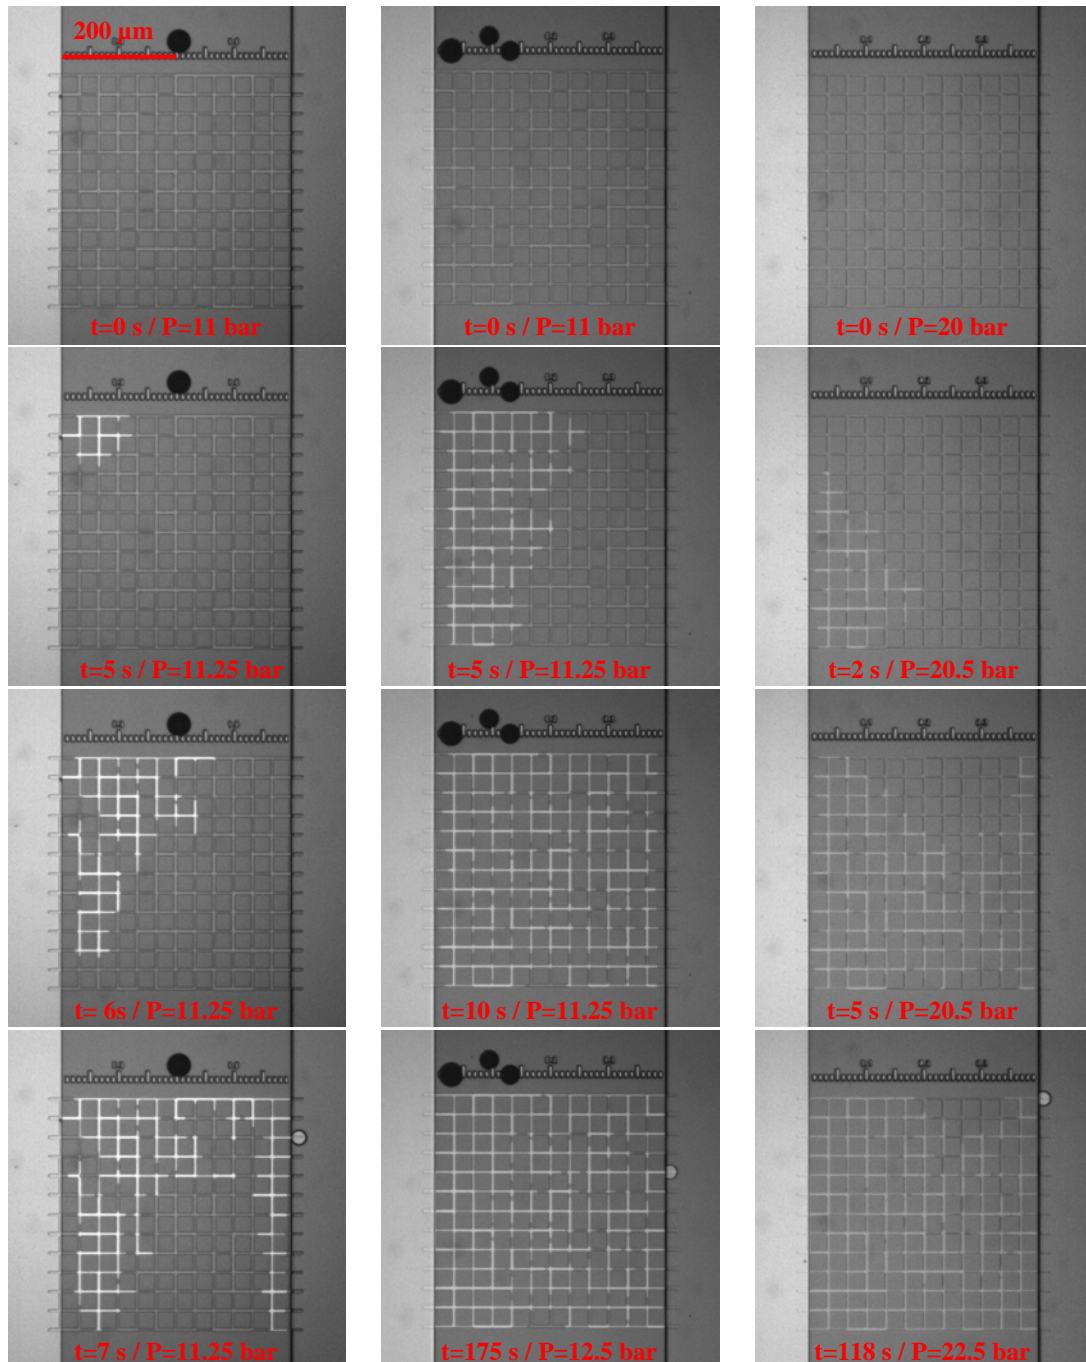 200 µm
t=0 s / P=11 bar
t=0 s / P=11 bar
t=0 s / P=20 bar
t=5 s / P=11.25 bar
t=5 s / P=11.25 bar
t=2 s / P=20.5 bar
t= 6s / P=11.25 bar
t=10 s / P=11.25 bar
t=5 s / P=20.5 bar
t=7 s / P=11.25 bar
t=175 s / P=12.5 bar
t=118 s / P=22.5 bar